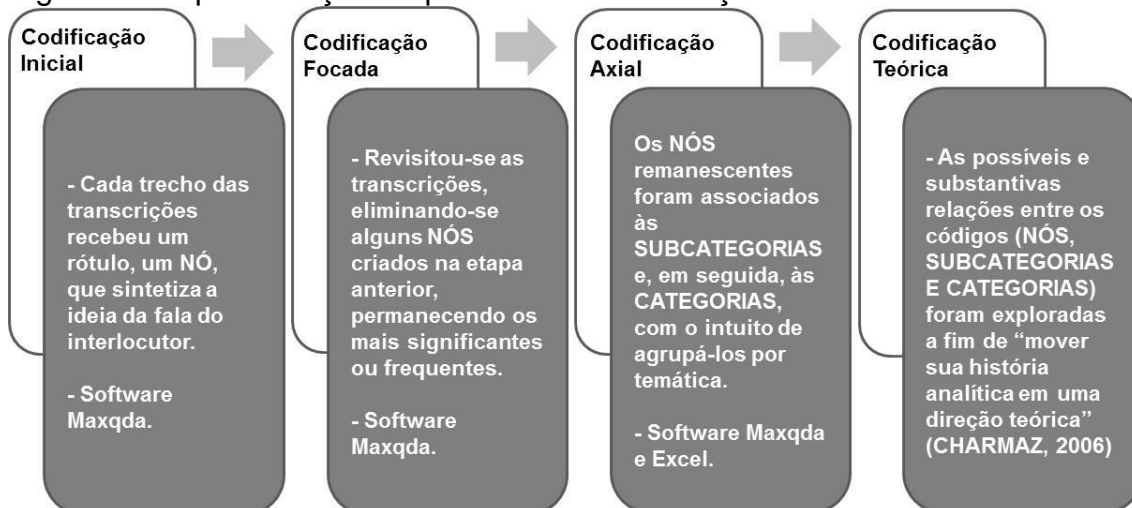 Codificação
Inicial
- Cada trecho das
transcrições
recebeu um
rótulo, um NÓ,
que sintetiza a
ideia da fala do
interlocutor.
- Software
Maxqda.
Codificação
Focada
- Revisitou-se as
transcrições,
eliminando-se
alguns NÓS
criados na etapa
anterior,
permanecendo os
mais significantes
ou frequentes.
- Software
Maxqda.
Codificação
Axial
Os NÓS
remanescentes
foram associados
às
SUBCATEGORIAS
e, em seguida, às
CATEGORIAS,
com o intuito de
agrupá-los por
temática.
- Software Maxqda
e Excel.
Codificação
Teórica
- As possíveis e
substantivas
relações entre os
códigos (NÓS,
SUBCATEGORIAS
E CATEGORIAS)
foram exploradas
a fim de “mover
sua história
analítica em uma
direção teórica”
(CHARMAZ, 2006)